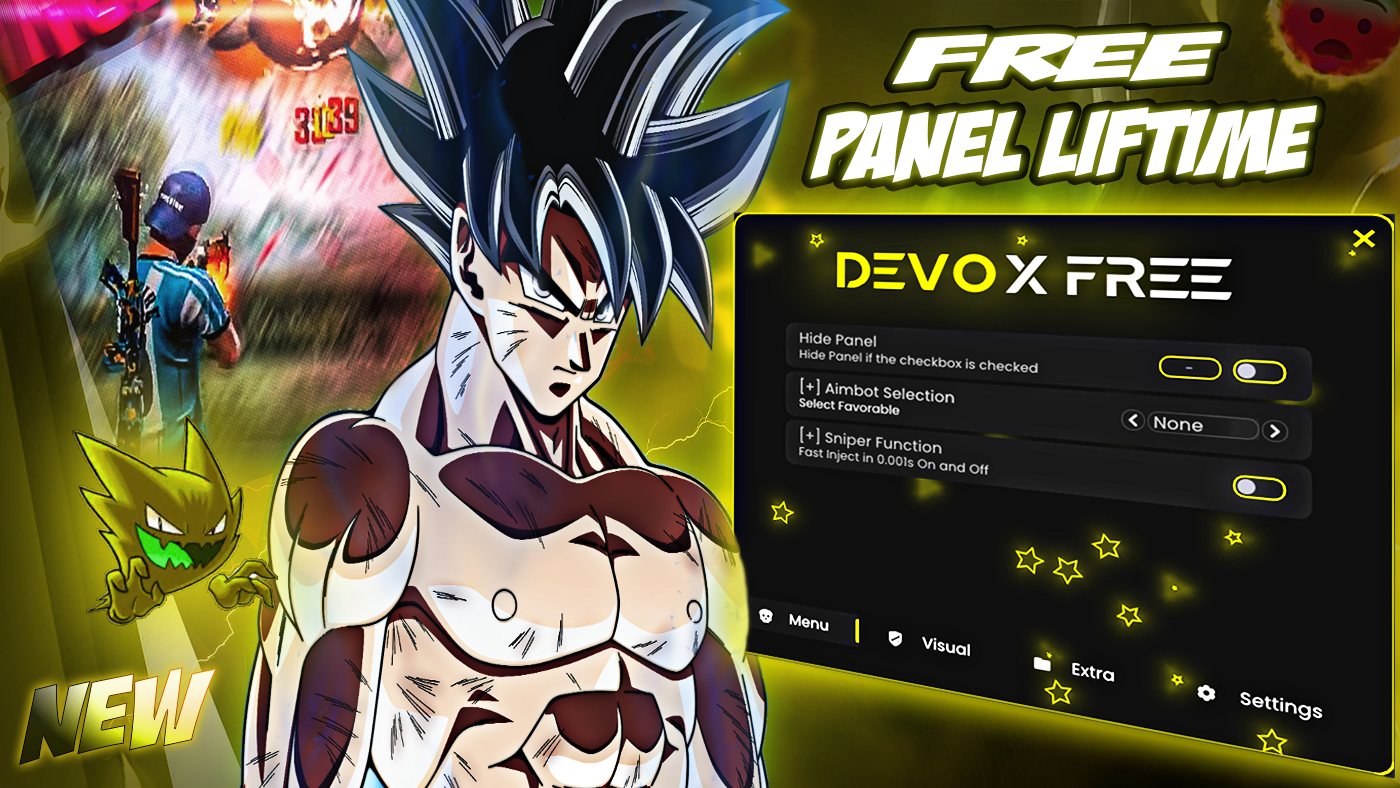 FREE
PANEL LIFTIME
DEVO X FREE
Hide Panel
Hide Panel if the checkbox is checked
-
[+] Aimbot Selection
Select Favorable
None
[+] Sniper Function
Fast Inject in 0.001s On and Off
Menu
Visual
Extra
Settings
NEW